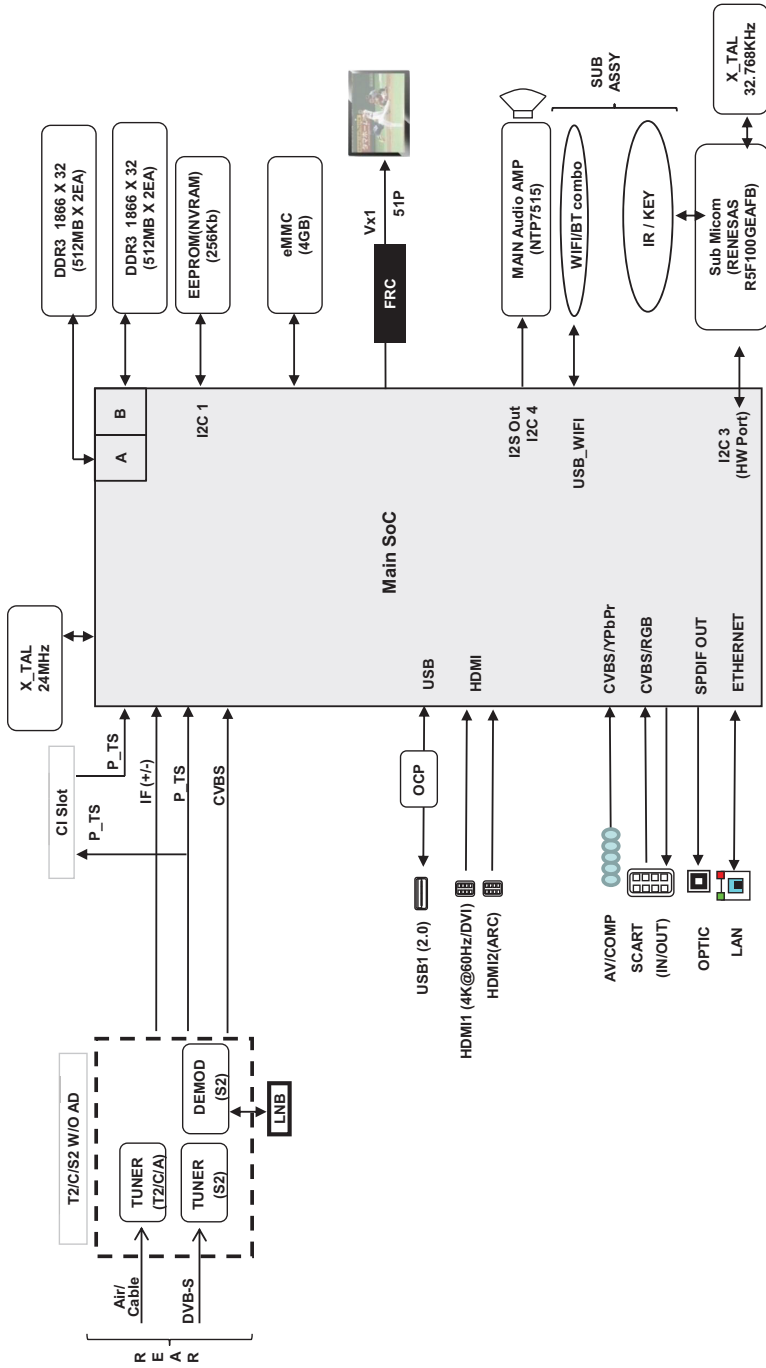 REAR
Air/
Cable
DVB-S
T2/C/S2 W/O AD
TUNER
(T2/C/A)
TUNER
(S2)
DEMOD
(S2)
LNB
CI Slot
P_TS
P_TS
IF (+/-)
P_TS
CVBS
X_TAL
24MHz
USB1 (2.0)
OCP
USB
HDMI1 (4K@60Hz/DVI)
HDMI2(ARC)
HDMI
AV/COMP
CVBS/YPbPr
SCART
(IN/OUT)
CVBS/RGB
OPTIC
SPDIF OUT
LAN
ETHERNET
Main SoC
A
B
DDR3 1866 X 32
(512MB X 2EA)
DDR3 1866 X 32
(512MB X 2EA)
I2C 1
EEPROM(NVRAM)
(256Kb)
eMMC
(4GB)
FRC
Vx1
51P
I2S Out
I2C 4
MAIN Audio AMP
(NTP7515)
USB_WIFI
WIFI/BT combo
SUB
ASSY
IR / KEY
I2C 3
(HW Port)
Sub Micom
(RENESAS
R5F100GEAFB)
X_TAL
32.768KHz